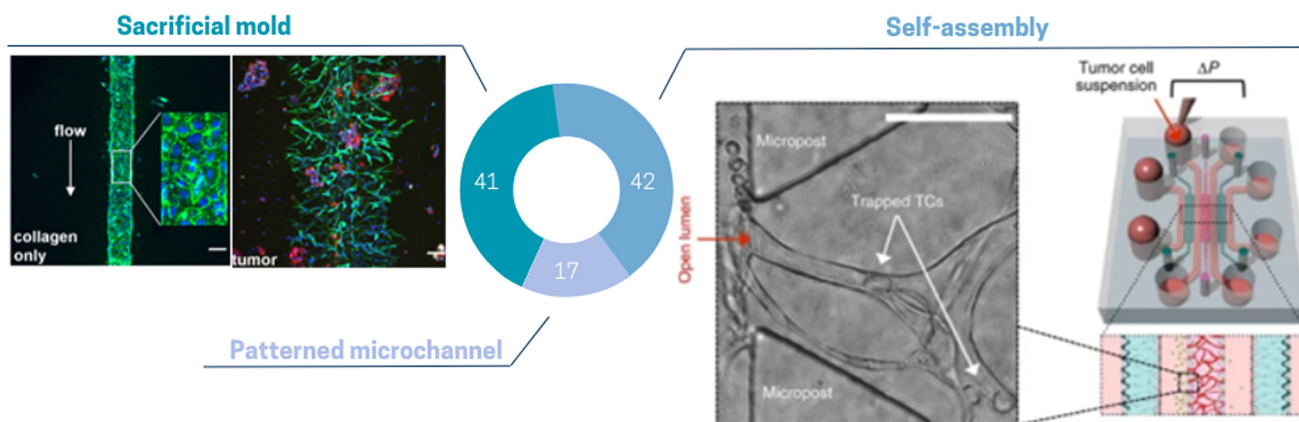 Sacrificial mold
flow
collagen
only
tumor
41
42
17
Patterned microchannel
Self-assembly
Micropost
Trapped TCs
Open lumen
Micropost
Tumor cell
suspension
ΔP